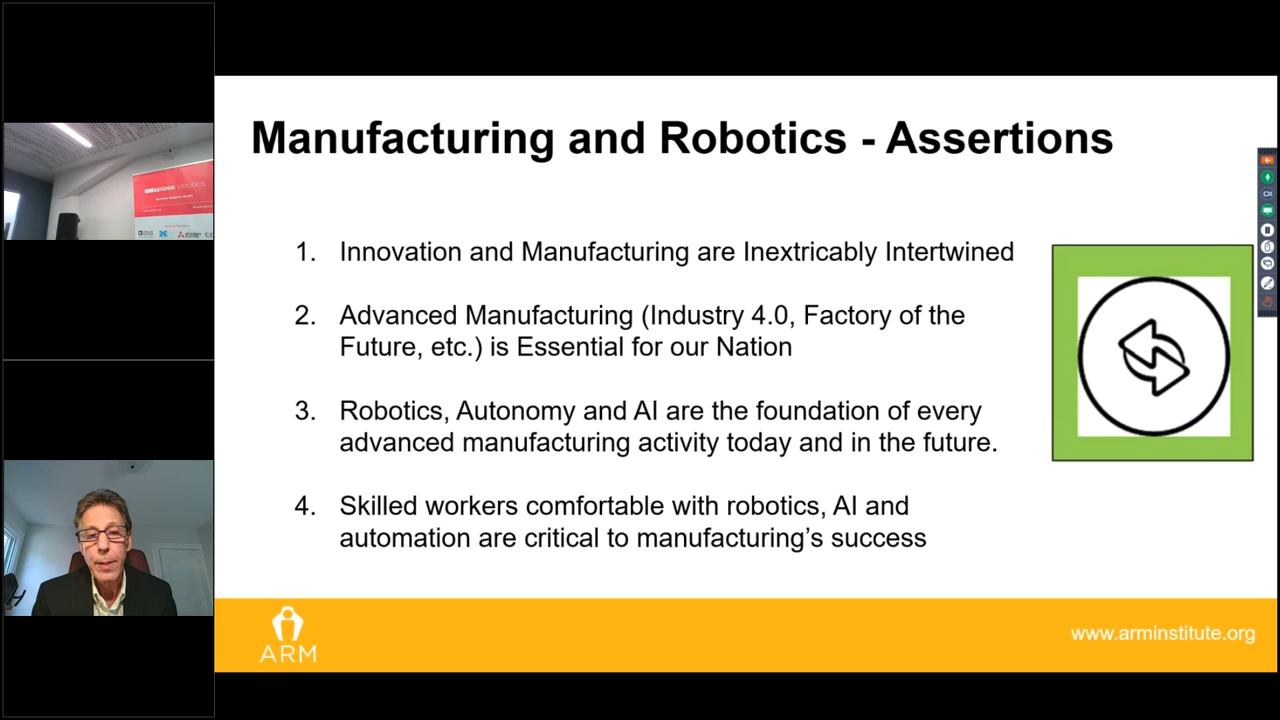 Manufacturing and Robotics - Assertions
1. Innovation and Manufacturing are Inextricably Intertwined
2. Advanced Manufacturing (Industry 4.0, Factory of the
Future, etc.) is Essential for our Nation
3. Robotics, Autonomy and AI are the foundation of every
advanced manufacturing activity today and in the future.
4. Skilled workers comfortable with robotics, AI and
automation are critical to manufacturing’s success
ARM
www.arminstitute.org
robotics